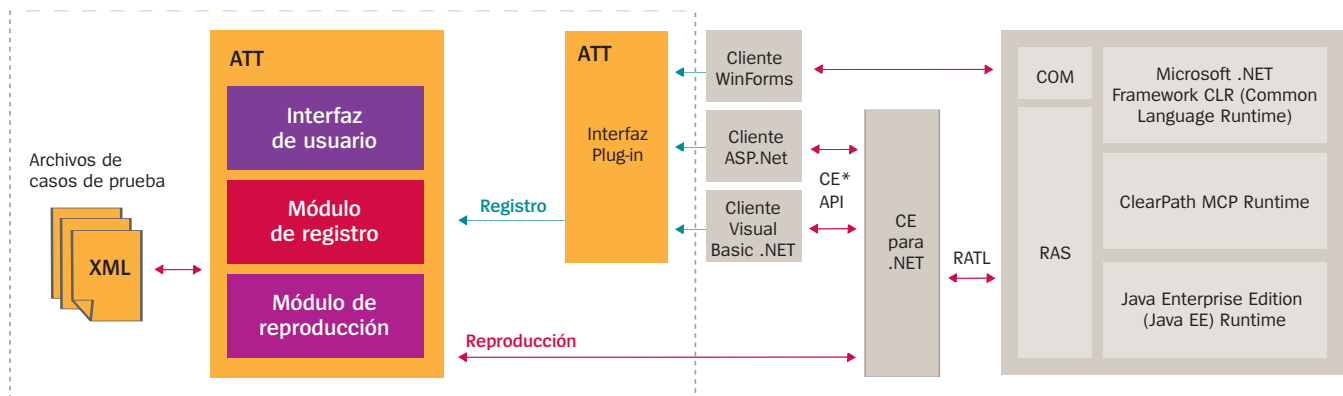 Archivos de
casos de prueba
XML
ATT
Interfaz
de usuario
Módulo
de registro
Módulo de
reproducción
Registro
Reproducción
ATT
Interfaz
Plug-in
Cliente
WinForms
Cliente
ASP.Net
Cliente
Visual
Basic .NET
CE*
API
CE
para
.NET
RATL
COM
RAS
Microsoft .NET
Framework CLR (Common
Language Runtime)
ClearPath MCP Runtime
Java Enterprise Edition
(Java EE) Runtime